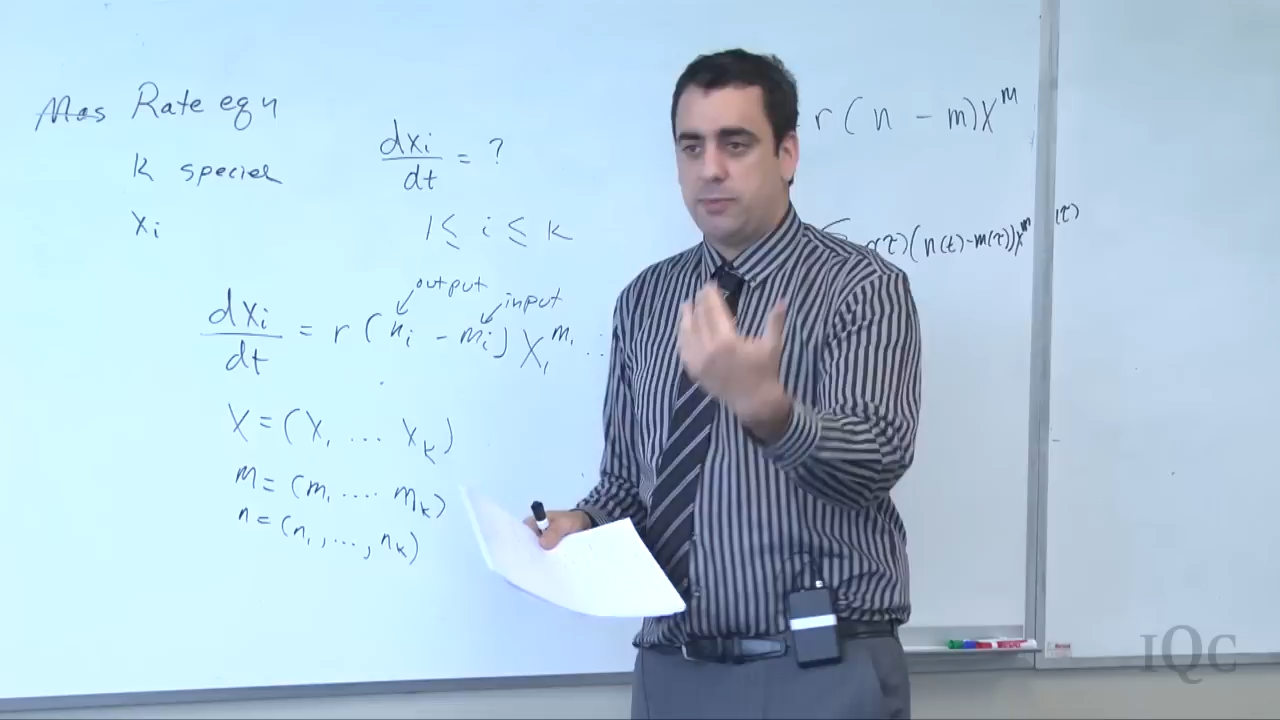 Rate eqn
k species
xi
dxi/dt = ?
1 ≤ i ≤ k
output
input
dxi/dt = r (ni - mi) X1^m1 ...
X = (X1 ... Xk)
m = (m1 .... mk)
n = (n1, ..., nk)
r (n - m) X^m
(τ)(n(τ)-m(τ))X^m(τ)
IQC